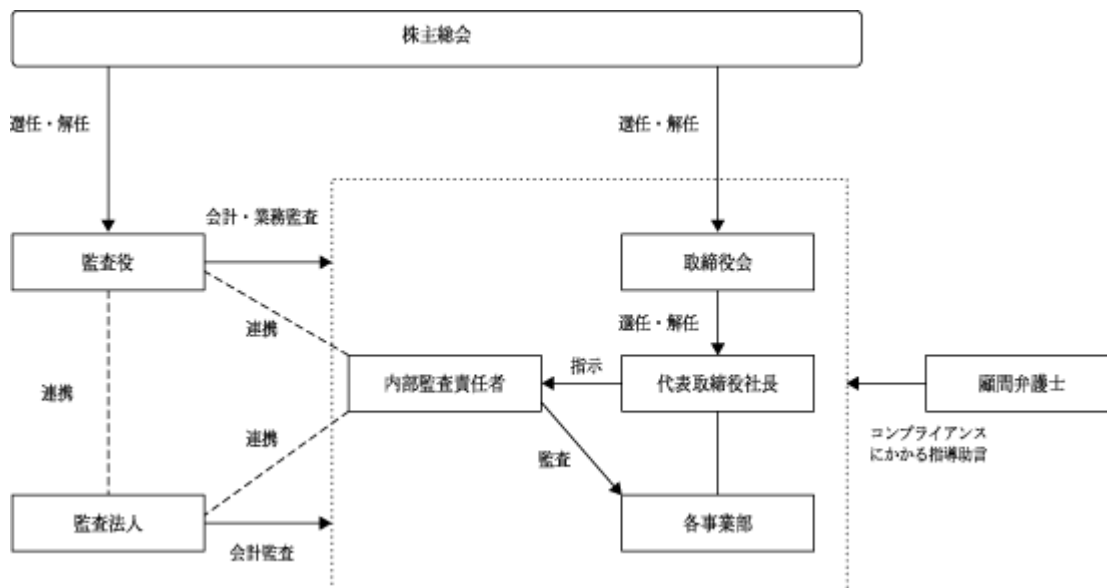 株主総会
選任・解任
選任・解任
会計・業務監査
監査役
取締役会
連携
選任・解任
指示
内部監査責任者
代表取締役社長
顧問弁護士
連携
連携
監査
コンプライアンス
にかかる指導助言
監査法人
各事業部
会計監査